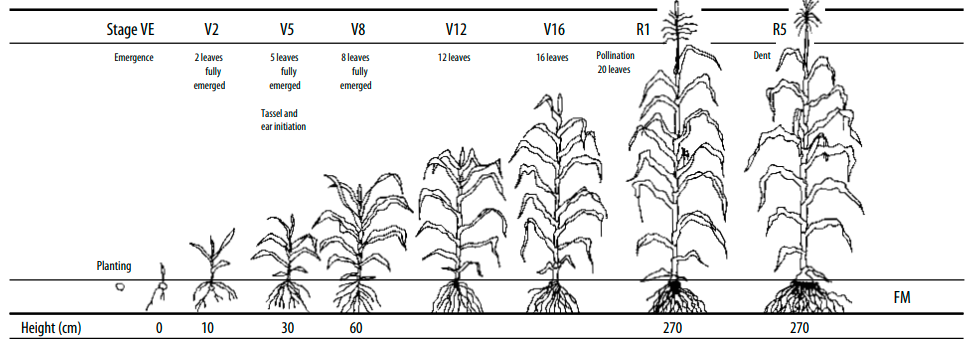 Stage VE V2 V5 V8 V12 V16 R1 R5
Emergence 2 leaves 5 leaves 8 leaves 12 leaves 16 leaves Pollination Dent
fully fully fully 20 leaves
emerged emerged emerged
Tassel and
ear initiation
Planting
FM
Height (cm) 0 10 30 60 270 270